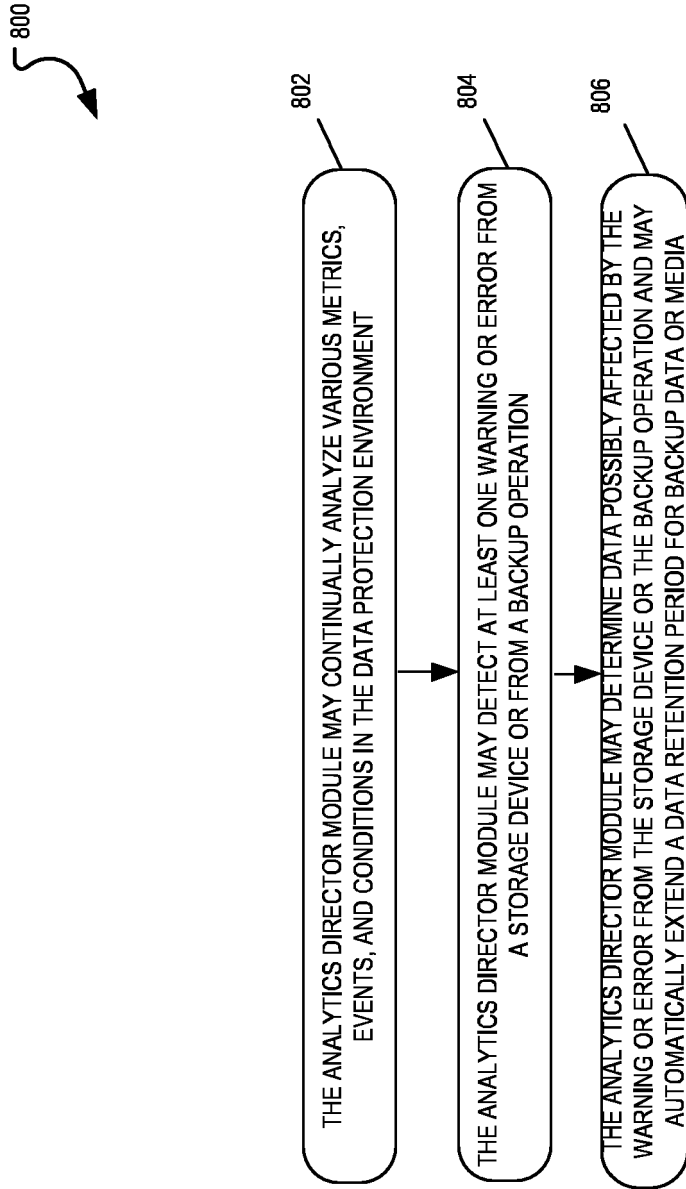 800
802
THE ANALYTICS DIRECTOR MODULE MAY CONTINUALLY ANALYZE VARIOUS METRICS,
EVENTS, AND CONDITIONS IN THE DATA PROTECTION ENVIRONMENT
804
THE ANALYTICS DIRECTOR MODULE MAY DETECT AT LEAST ONE WARNING OR ERROR FROM
A STORAGE DEVICE OR FROM A BACKUP OPERATION
806
THE ANALYTICS DIRECTOR MODULE MAY DETERMINE DATA POSSIBLY AFFECTED BY THE
WARNING OR ERROR FROM THE STORAGE DEVICE OR THE BACKUP OPERATION AND MAY
AUTOMATICALLY EXTEND A DATA RETENTION PERIOD FOR BACKUP DATA OR MEDIA